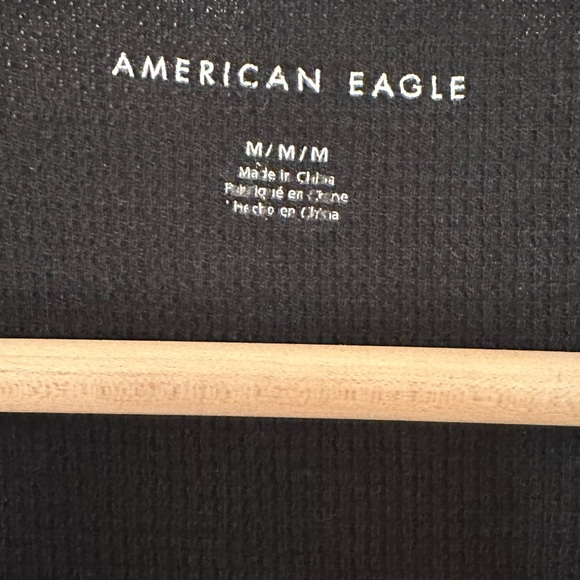 AMERICAN EAGLE
M/M/M
Made in China
Fabriqué en Chine
Hecho en China